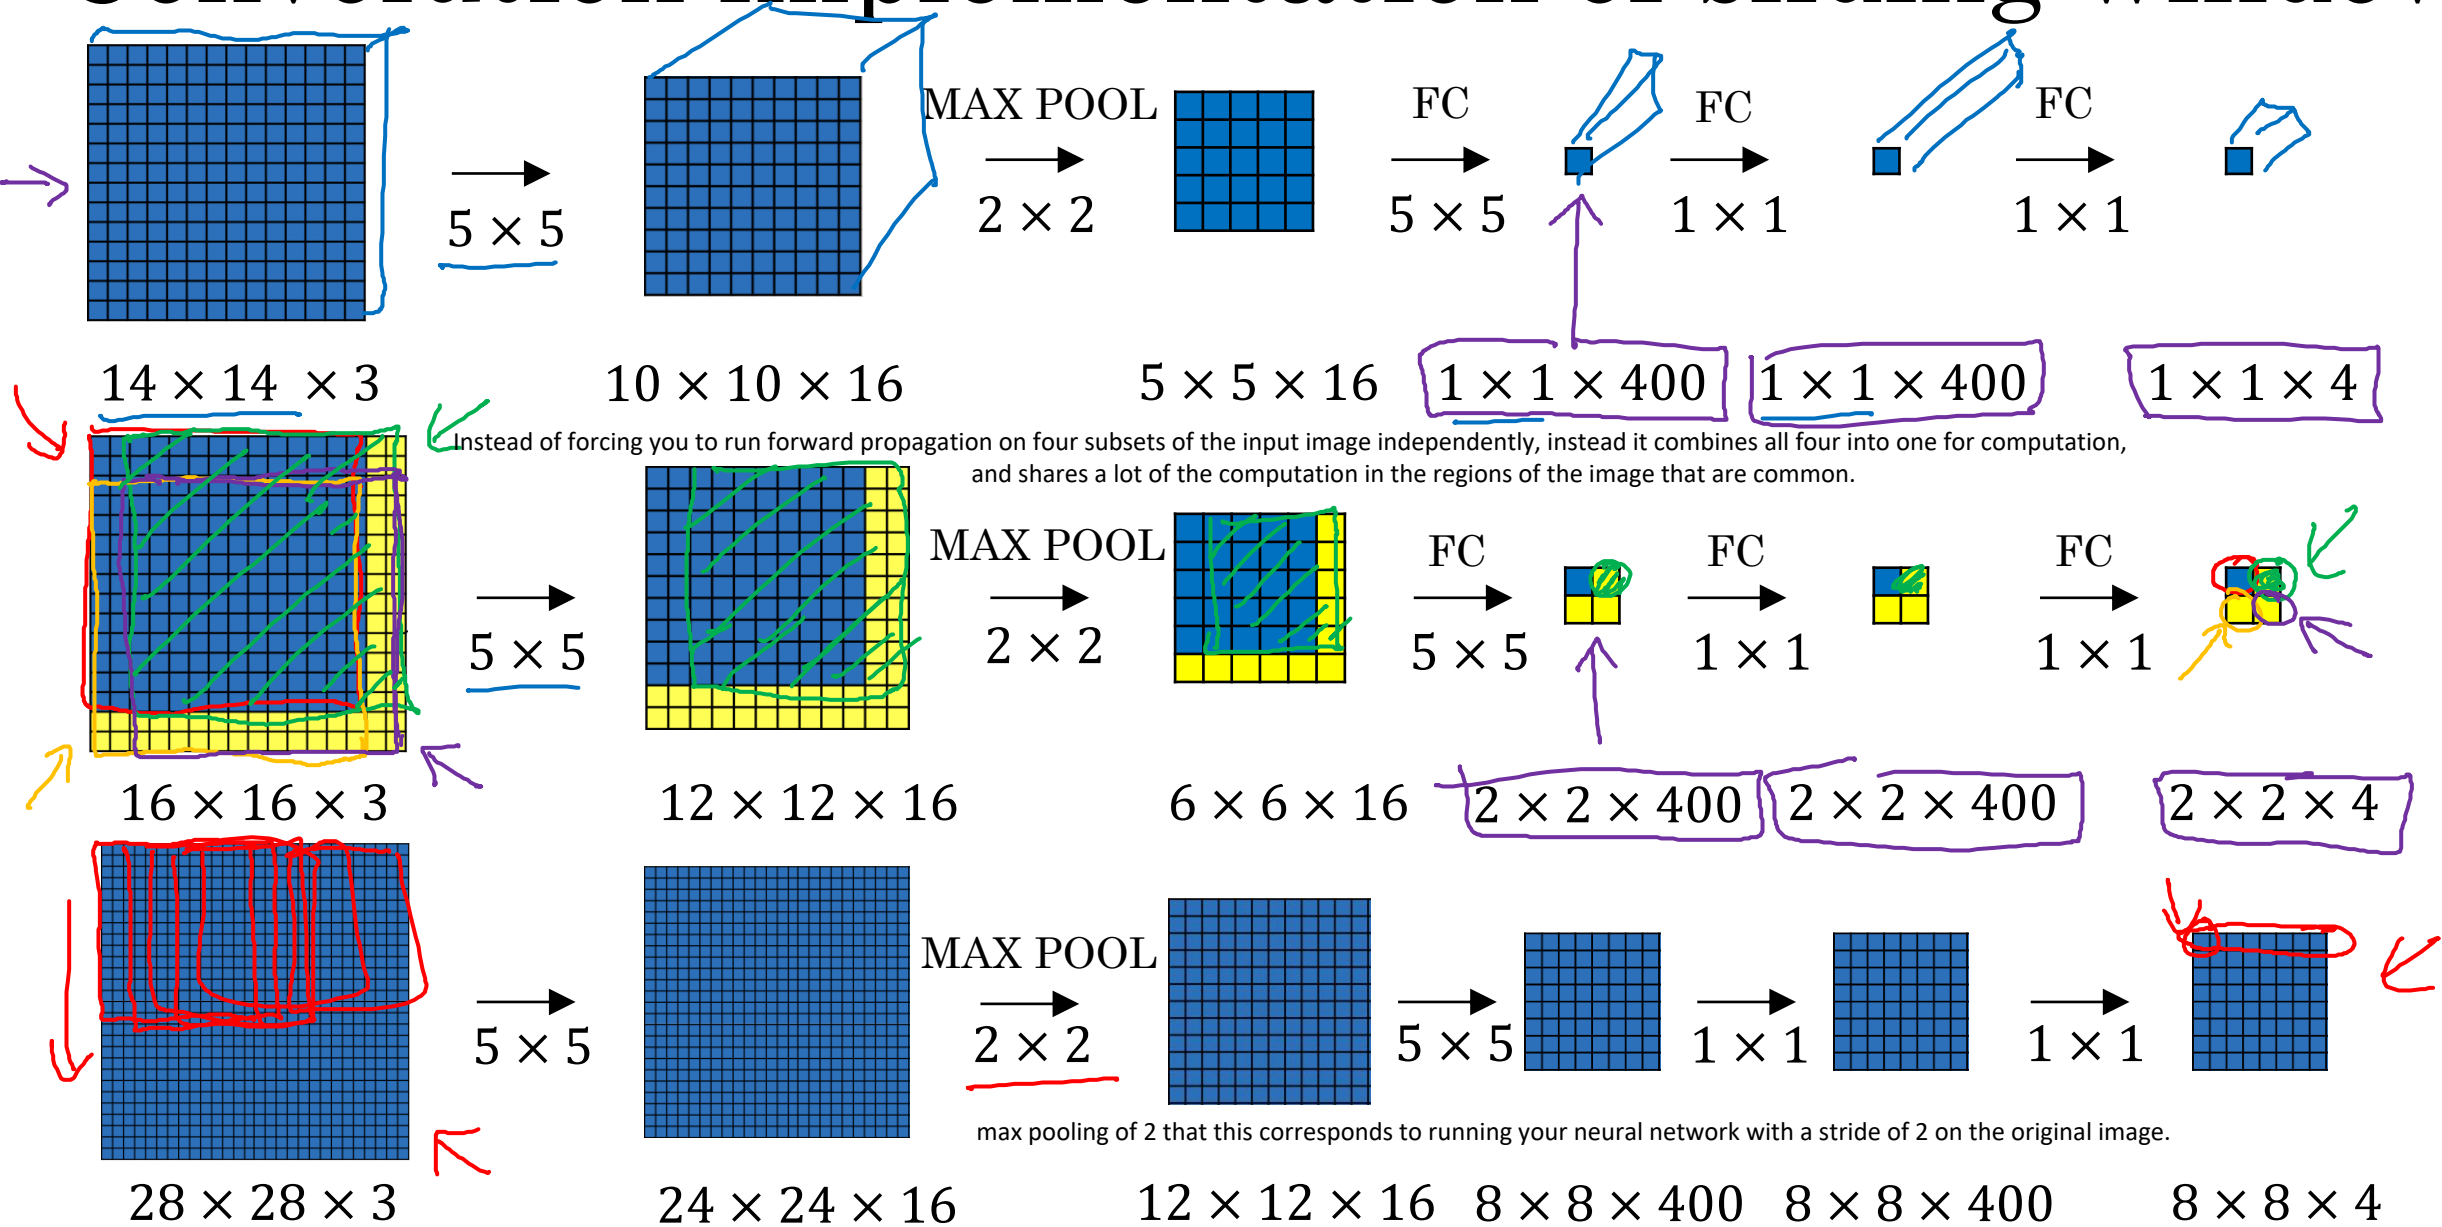 Convolution implementation of sliding windows
MAX POOL FC FC FC
5 × 5 2 × 2 5 × 5 1 × 1 1 × 1
14 × 14 × 3 10 × 10 × 16 5 × 5 × 16 1 × 1 × 400 1 × 1 × 400 1 × 1 × 4
Instead of forcing you to run forward propagation on four subsets of the input image independently, instead it combines all four into one for computation,
and shares a lot of the computation in the regions of the image that are common.
MAX POOL FC FC FC
5 × 5 2 × 2 5 × 5 1 × 1 1 × 1
16 × 16 × 3 12 × 12 × 16 6 × 6 × 16 2 × 2 × 400 2 × 2 × 400 2 × 2 × 4
MAX POOL
5 × 5 2 × 2 5 × 5 1 × 1 1 × 1
max pooling of 2 that this corresponds to running your neural network with a stride of 2 on the original image.
28 × 28 × 3 24 × 24 × 16 12 × 12 × 16 8 × 8 × 400 8 × 8 × 400 8 × 8 × 4